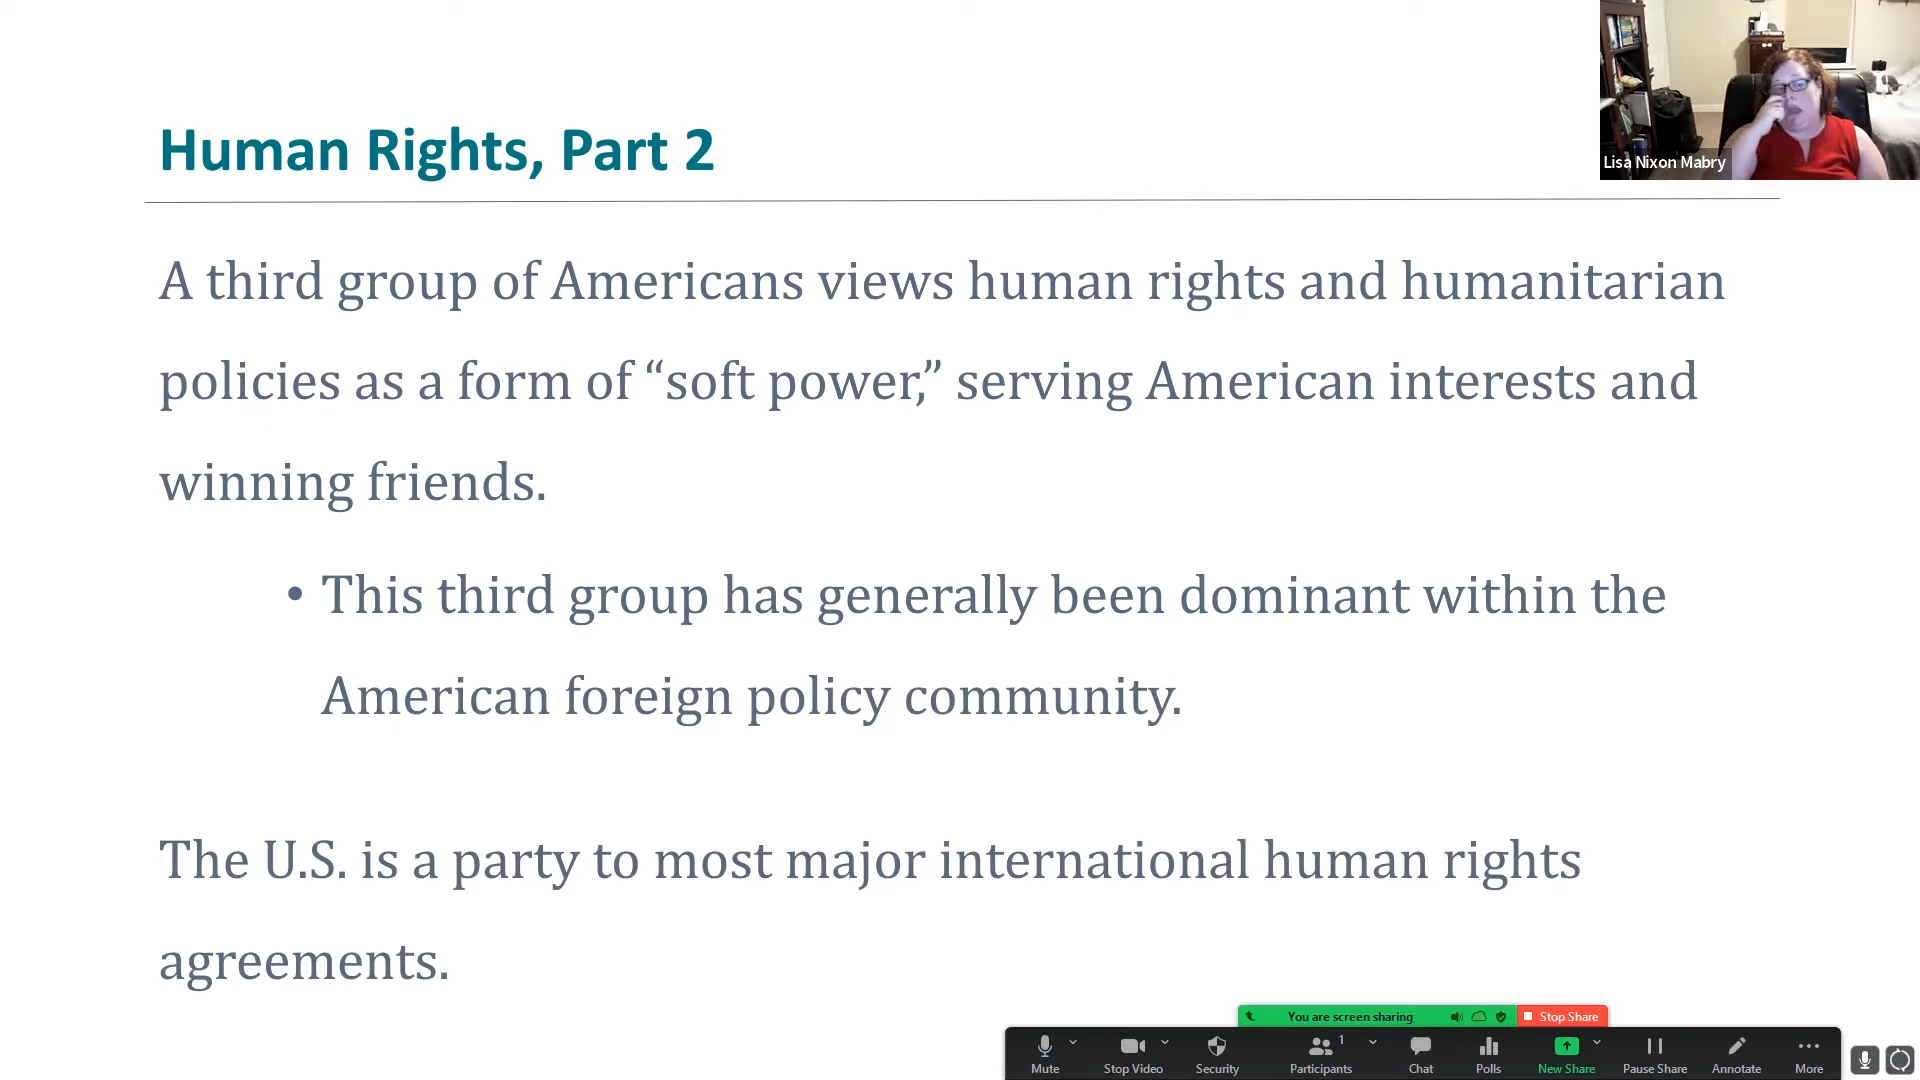 Human Rights, Part 2
Lisa Nixon Mabry
A third group of Americans views human rights and humanitarian
policies as a form of “soft power,” serving American interests and
winning friends.
• This third group has generally been dominant within the
American foreign policy community.
The U.S. is a party to most major international human rights
agreements.
You are screen sharing
Stop Share
1
Mute
Stop Video
Security
Participants
Chat
Polls
New Share
Pause Share
Annotate
More